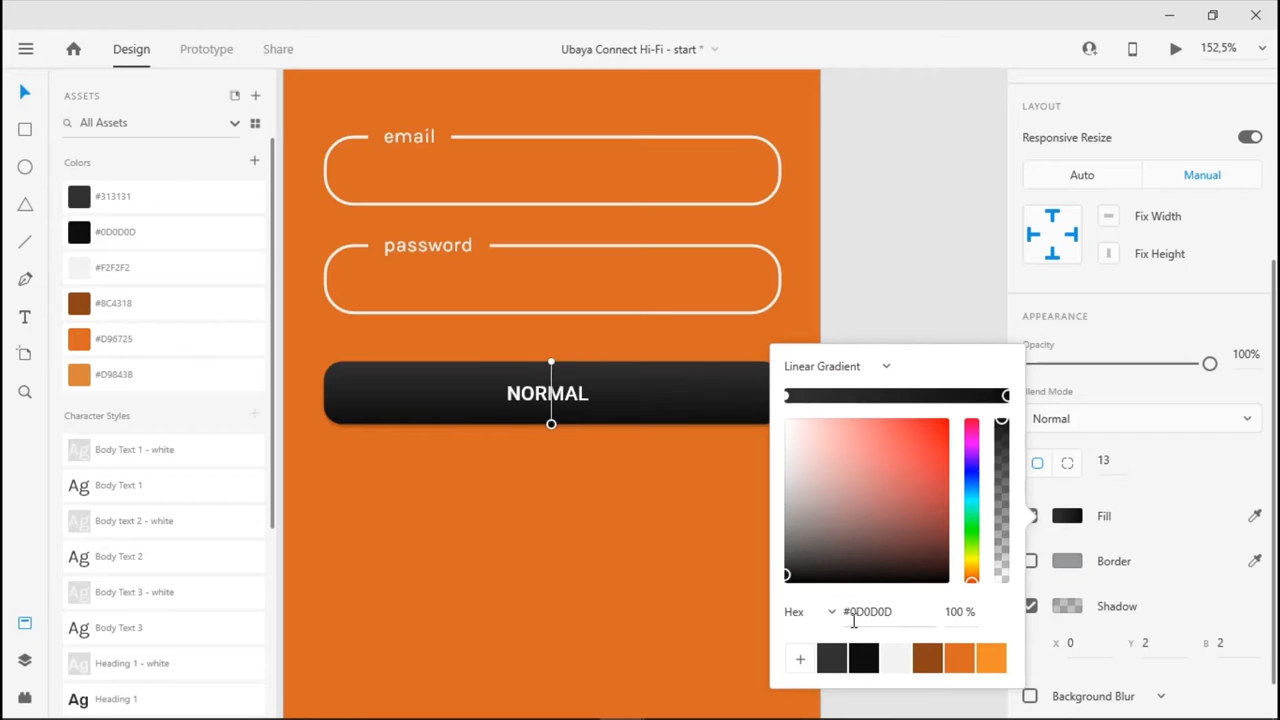 Design
Prototype
Share
Ubaya Connect Hi-Fi - start *
152,5%
ASSETS
All Assets
Colors
#313131
#0D0D0D
#F2F2F2
#8C4318
#D96725
#D9843B
Character Styles
Ag Body Text 1 - white
Ag Body Text 1
Ag Body text 2 - white
Ag Body Text 2
Ag Body Text 3 - white
Ag Body Text 3
Ag Heading 1 - white
Ag Heading 1
email
password
NORMAL
Linear Gradient
Hex
#0D0D0D
100 %
LAYOUT
Responsive Resize
Auto
Manual
Fix Width
Fix Height
APPEARANCE
Opacity
100%
Blend Mode
Normal
13
Fill
Border
Shadow
X 0
Y 2
B 2
Background Blur